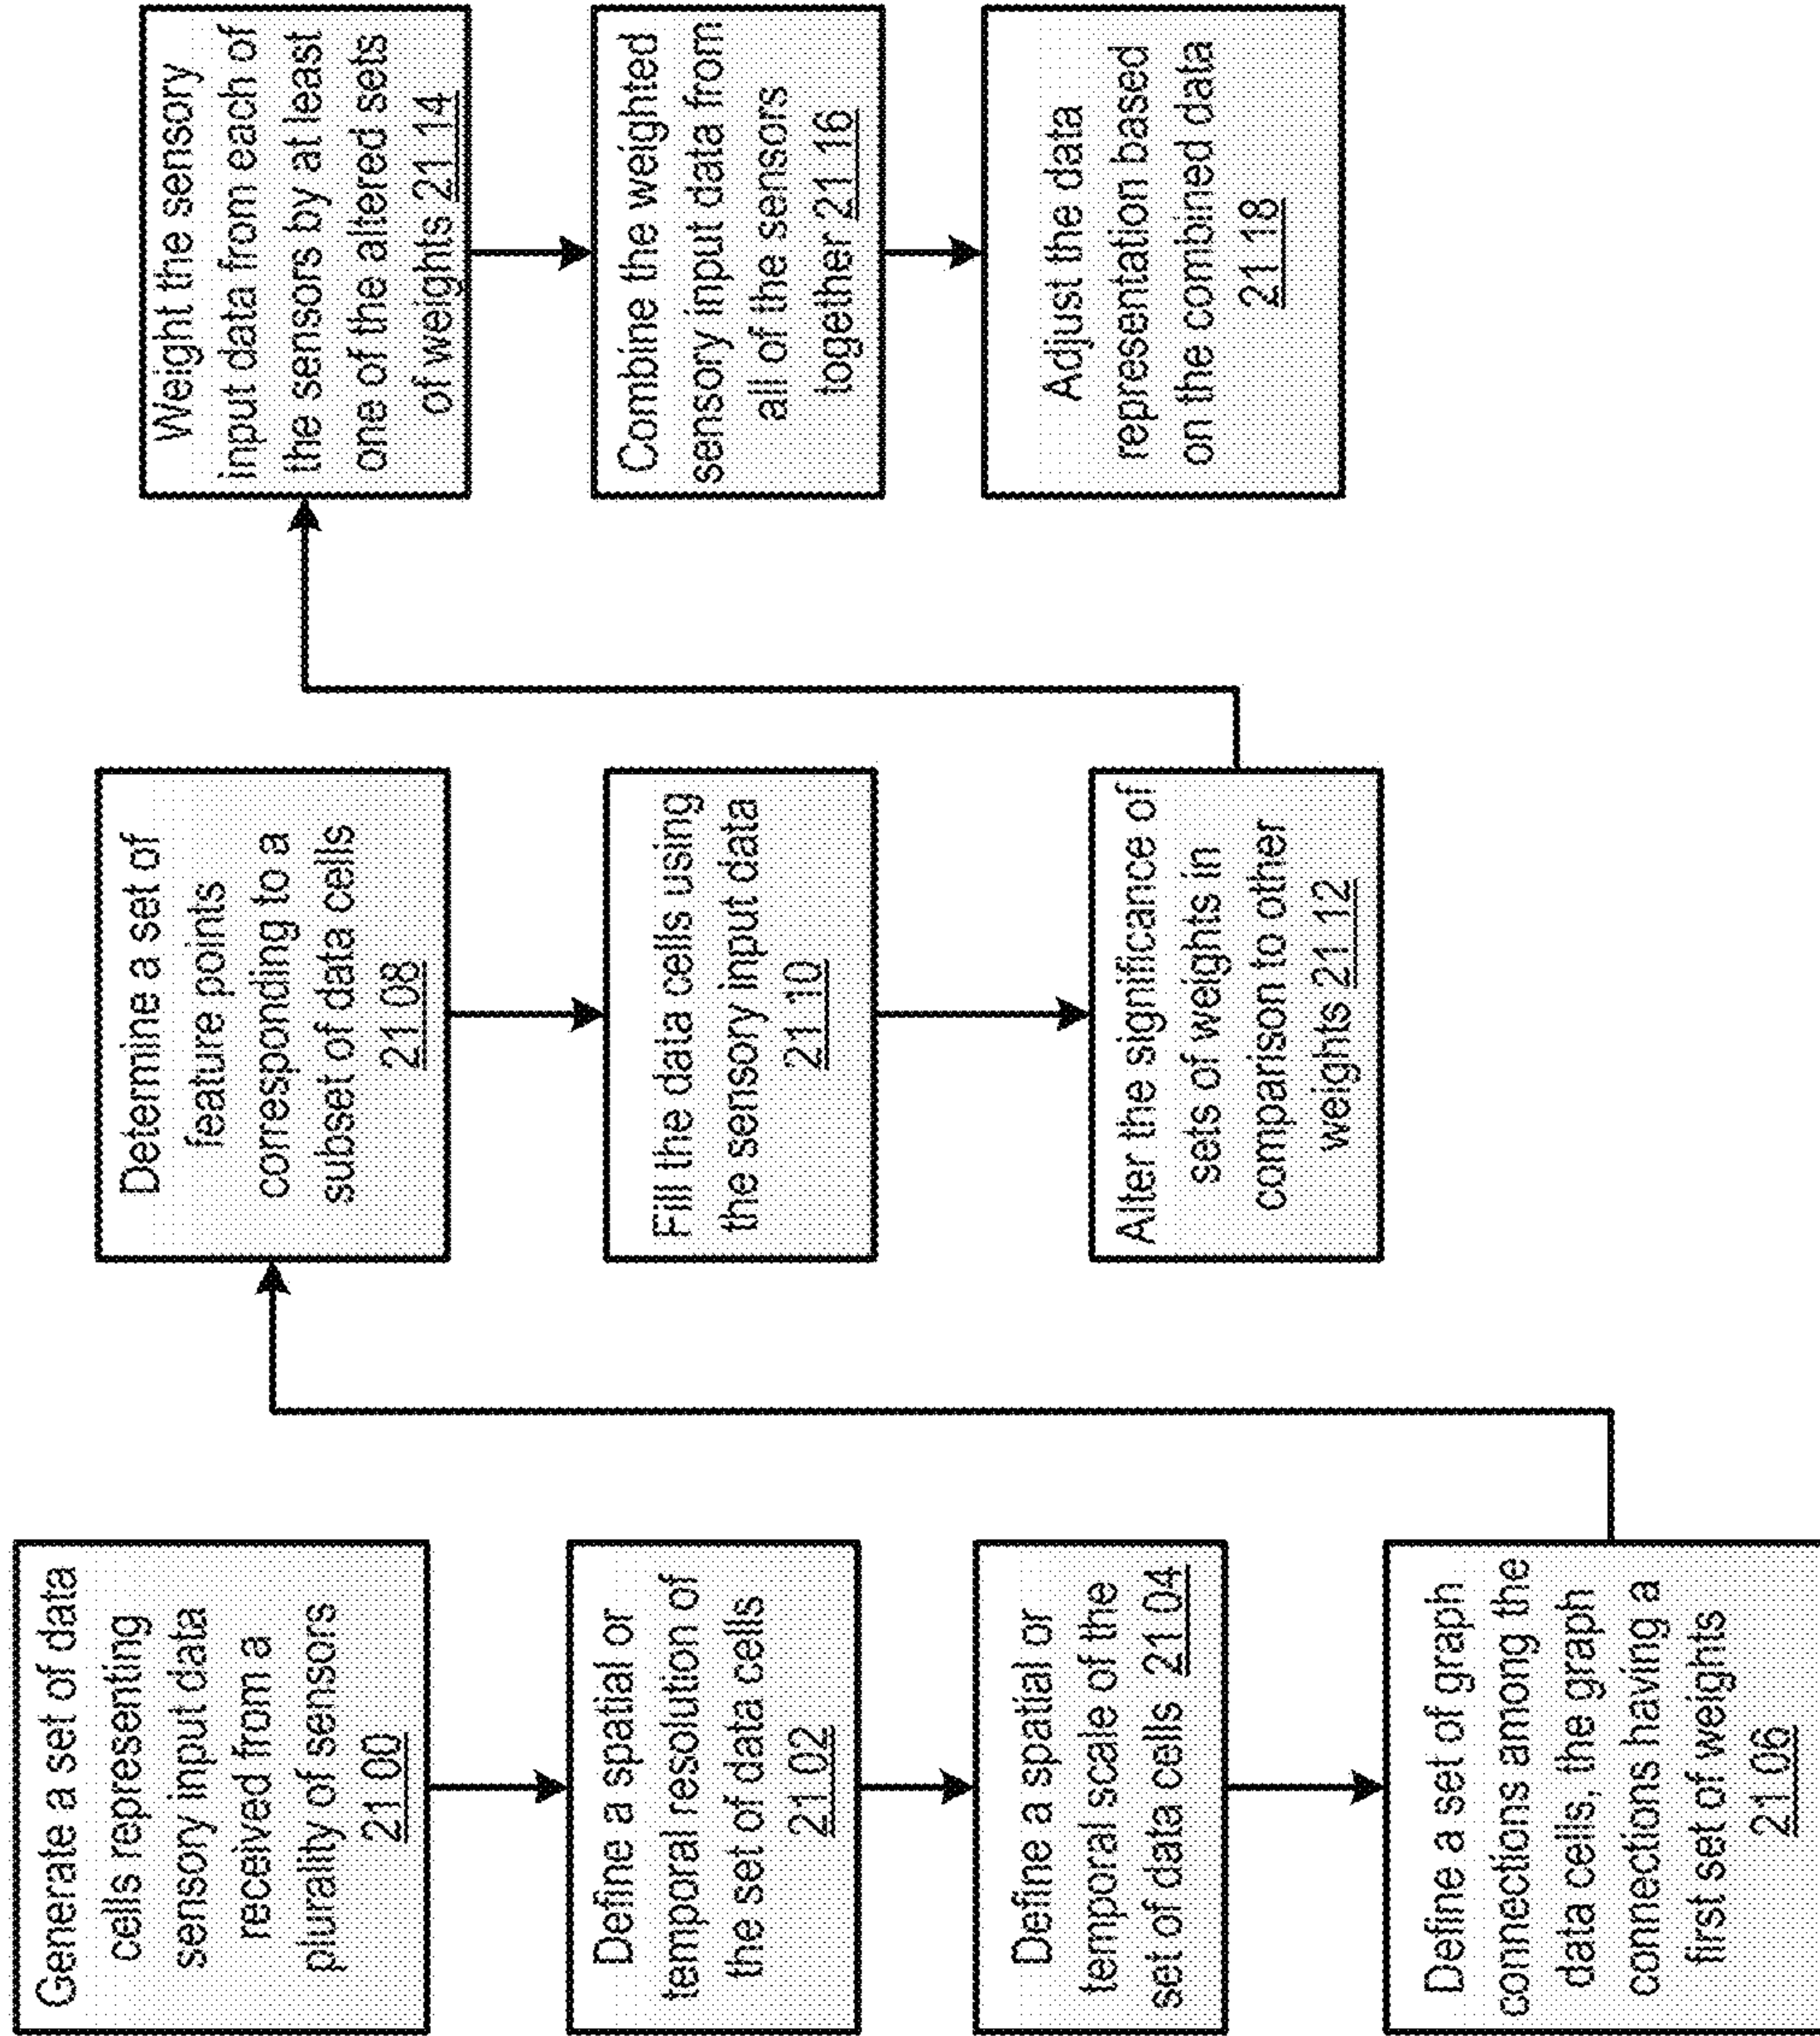 Generate a set of data
cells representing
sensory input data
received from a
plurality of sensors
21 00
Define a spatial or
temporal resolution of
the set of data cells
21 02
Define a spatial or
temporal scale of the
set of data cells 21 04
Define a set of graph
connections among the
data cells, the graph
connections having a
first set of weights
21 06
Determine a set of
feature points
corresponding to a
subset of data cells
21 08
Fill the data cells using
the sensory input data
21 10
Alter the significance of
sets of weights in
comparison to other
weights 21 12
Weight the sensory
input data from each of
the sensors by at least
one of the altered sets
of weights 21 14
Combine the weighted
sensory input data from
all of the sensors
together 21 16
Adjust the data
representation based
on the combined data
21 18